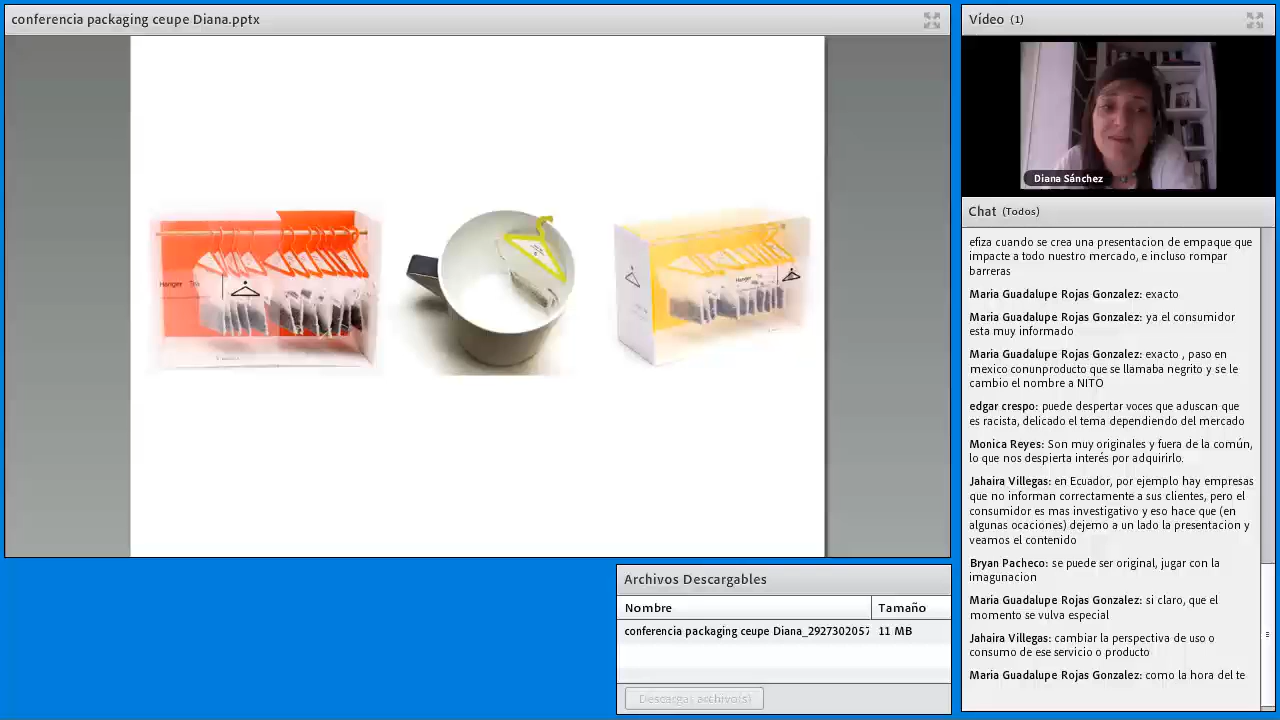 conferencia packaging ceupe Diana.pptx
Hanger Tea
Hanger Tea
Archivos Descargables
Nombre
Tamaño
conferencia packaging ceupe Diana_2927302057
11 MB
Descargar archivo(s)
Vídeo (1)
Diana Sánchez
Chat (Todos)
efiza cuando se crea una presentacion de empaque que
impacte a todo nuestro mercado, e incluso rompar
barreras
Maria Guadalupe Rojas Gonzalez: exacto
Maria Guadalupe Rojas Gonzalez: ya el consumidor
esta muy informado
Maria Guadalupe Rojas Gonzalez: exacto , paso en
mexico conunproducto que se llamaba negrito y se le
cambio el nombre a NITO
edgar crespo: puede despertar voces que aduscan que
es racista, delicado el tema dependiendo del mercado
Monica Reyes: Son muy originales y fuera de la común,
lo que nos despierta interés por adquirirlo.
Jahaira Villegas: en Ecuador, por ejemplo hay empresas
que no informan correctamente a sus clientes, pero el
consumidor es mas investigativo y eso hace que (en
algunas ocaciones) dejemo a un lado la presentacion y
veamos el contenido
Bryan Pacheco: se puede ser original, jugar con la
imagunacion
Maria Guadalupe Rojas Gonzalez: si claro, que el
momento se vulva especial
Jahaira Villegas: cambiar la perspectiva de uso o
consumo de ese servicio o producto
Maria Guadalupe Rojas Gonzalez: como la hora del te